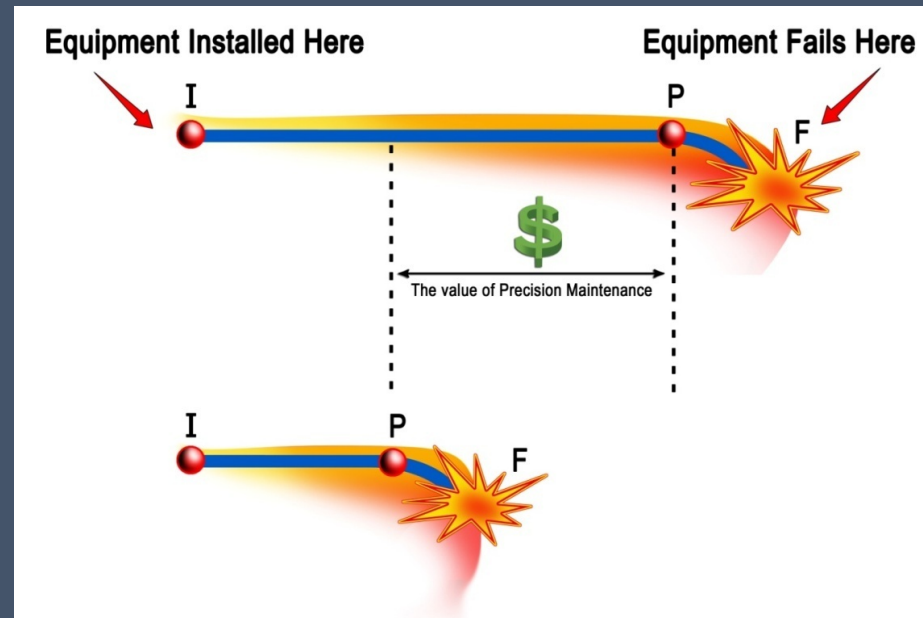 Equipment Installed Here
Equipment Fails Here
I
P
F
$
The value of Precision Maintenance
I
P
F